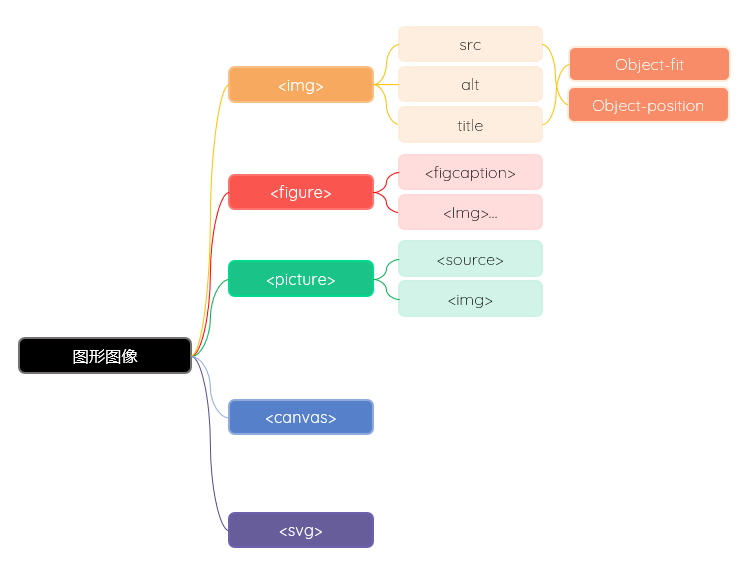 图形图像
<img>
src
alt
title
Object-fit
Object-position
<figure>
<figcaption>
<Img>...
<picture>
<source>
<img>
<canvas>
<svg>